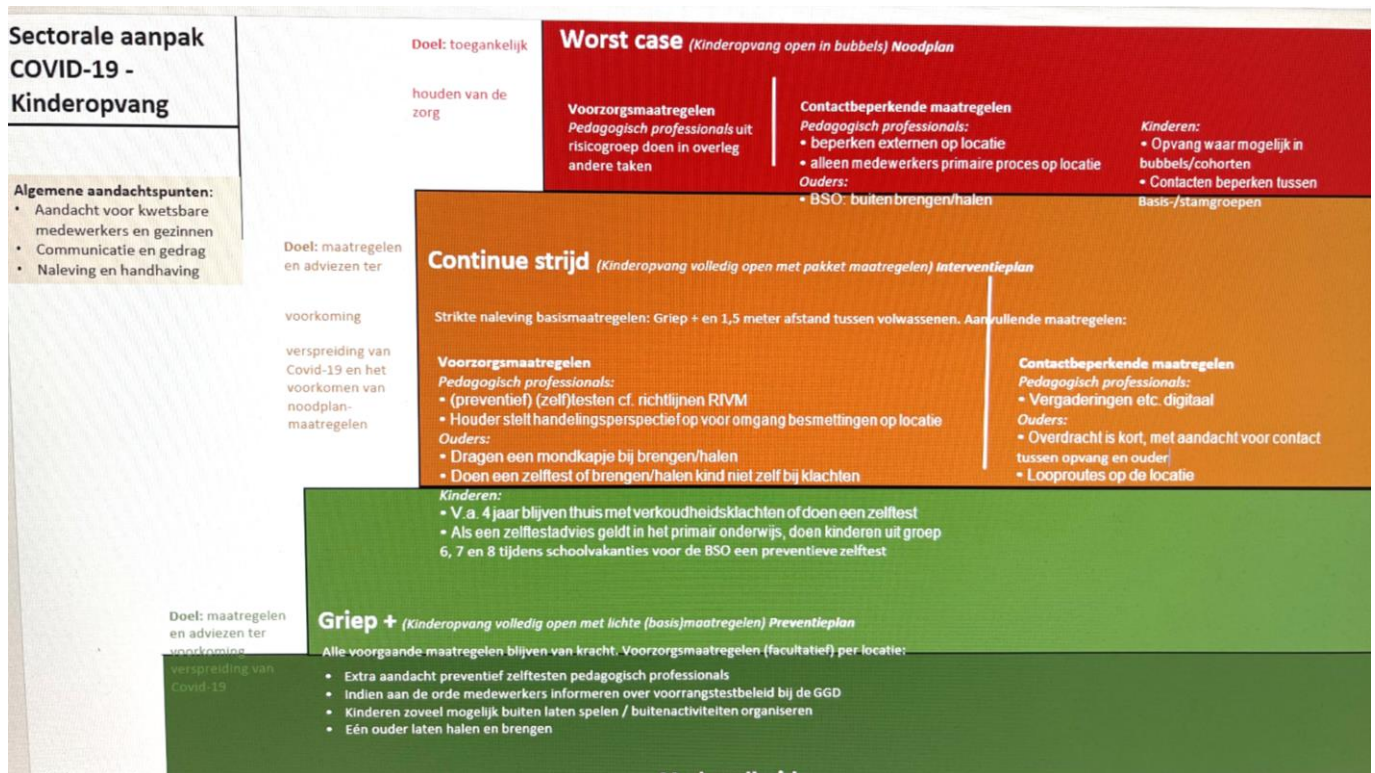 Sectorale aanpak
COVID-19 -
Kinderopvang
Algemene aandachtspunten:
• Aandacht voor kwetsbare
medewerkers en gezinnen
• Communicatie en gedrag
• Naleving en handhaving
Doel: toegankelijk
houden van de
zorg
Worst case (Kinderopvang open in bubbels) Noodplan
Voorzorgsmaatregelen
Pedagogisch professionals uit
risicogroep doen in overleg
andere taken
Contactbeperkende maatregelen
Pedagogisch professionals:
• beperken externen op locatie
• alleen medewerkers primaire proces op locatie
Ouders:
• BSO: buiten brengen/halen
Kinderen:
• Opvang waar mogelijk in
bubbels/cohorten
• Contacten beperken tussen
Basis-/stamgroepen
Doel: maatregelen
en adviezen ter
voorkoming
verspreiding van
Covid-19 en het
voorkomen van
noodplan-
maatregelen
Continue strijd (Kinderopvang volledig open met pakket maatregelen) Interventieplan
Strikte naleving basismaatregelen: Griep + en 1,5 meter afstand tussen volwassenen. Aanvullende maatregelen:
Voorzorgsmaatregelen
Pedagogisch professionals:
• (preventief) (zelf)testen cf. richtlijnen RIVM
• Houder stelt handelingsperspectief op voor omgang besmettingen op locatie
Ouders:
• Dragen een mondkapje bij brengen/halen
• Doen een zelftest of brengen/halen kind niet zelf bij klachten
Kinderen:
• V.a. 4 jaar blijven thuis met verkoudheidsklachten of doen een zelftest
• Als een zelftestadvies geldt in het primair onderwijs, doen kinderen uit groep
6, 7 en 8 tijdens schoolvakanties voor de BSO een preventieve zelftest
Contactbeperkende maatregelen
Pedagogisch professionals:
• Vergaderingen etc. digitaal
Ouders:
• Overdracht is kort, met aandacht voor contact
tussen opvang en ouder
• Looproutes op de locatie
Doel: maatregelen
en adviezen ter
voorkoming
verspreiding van
Covid-19
Griep + (Kinderopvang volledig open met lichte (basis)maatregelen) Preventieplan
Alle voorgaande maatregelen blijven van kracht. Voorzorgsmaatregelen (facultatief) per locatie:
• Extra aandacht preventief zelftesten pedagogisch professionals
• Indien aan de orde medewerkers informeren over voorrangstestbeleid bij de GGD
• Kinderen zoveel mogelijk buiten laten spelen / buitenactiviteiten organiseren
• Eén ouder laten halen en brengen